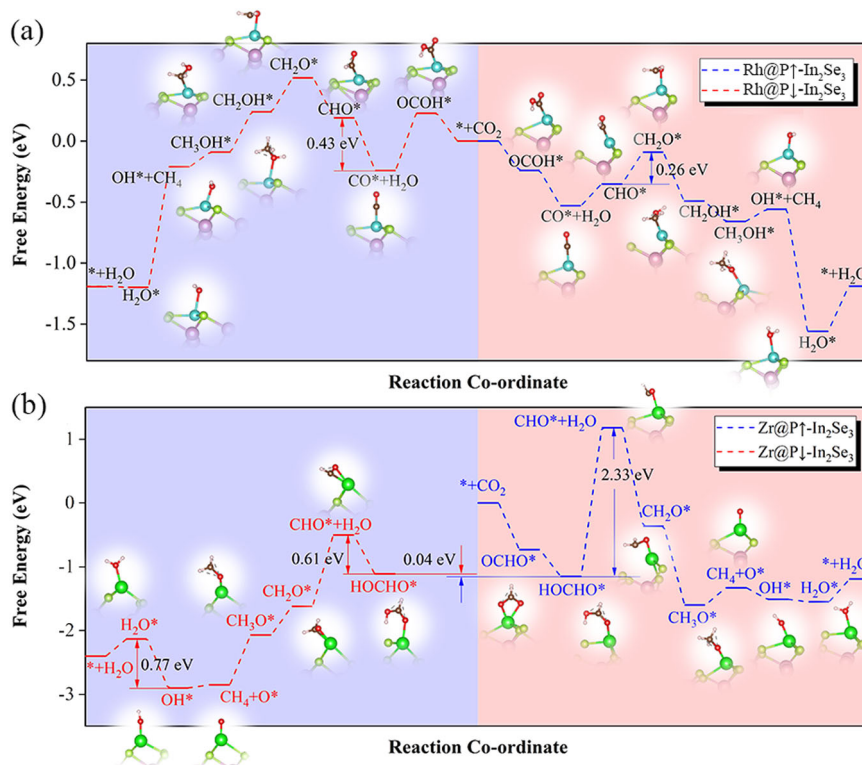 (a)
Free Energy (eV)
0.5
0.0
-0.5
-1.0
-1.5
CH₂O*
CH₂OH*
CHO*
OCOH*
CH₃OH*
0.43 eV
*+CO₂
OH*+CH₄
CO*+H₂O
*+H₂O
H₂O*
Rh@P↑-In₂Se₃
Rh@P↓-In₂Se₃
OCOH*
CH₂O*
0.26 eV
CHO*
CO*+H₂O
CH₂OH*
OH*+CH₄
CH₃OH*
*+H₂O
H₂O*
Reaction Co-ordinate
(b)
Free Energy (eV)
1
0
-1
-2
-3
CHO*+H₂O
0.61 eV
0.04 eV
HOCHO*
CH₂O*
CH₃O*
H₂O*
*+H₂O
0.77 eV
OH*
CH₄+O*
Zr@P↑-In₂Se₃
Zr@P↓-In₂Se₃
CHO*+H₂O
2.33 eV
*+CO₂
OCHO*
HOCHO*
CH₂O*
CH₃O*
CH₄+O*
OH*
H₂O*
*+H₂O
Reaction Co-ordinate